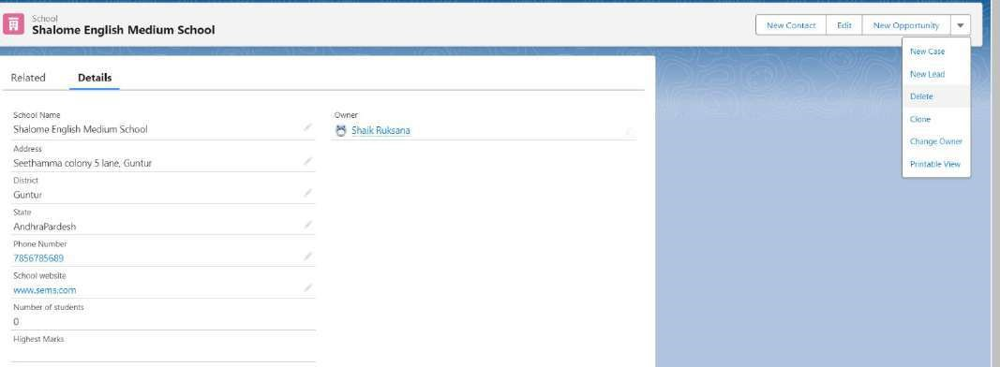 School
Shalome English Medium School
New Contact Edit New Opportunity
New Case
New Lead
Delete
Clone
Change Owner
Printable View
Related Details
School Name
Shalome English Medium School
Owner
Shaik Ruksana
Address
Seethamma colony 5 lane, Guntur
District
Guntur
State
AndhraPardesh
Phone Number
7856785689
School website
www.sems.com
Number of students
0
Highest Marks